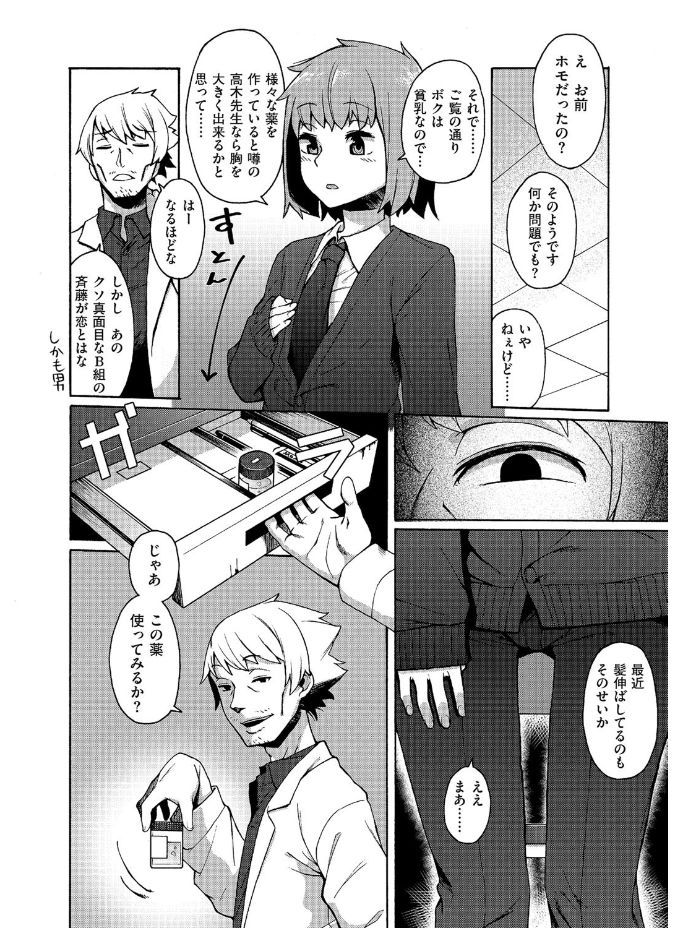 え お前
ホモだったの？
そのようです
何か問題でも？
いや
ねぇけど……
それで…
ご覧の通り
ボクは
貧乳なので…
様々な薬を
作っていると噂の
高木先生なら胸を
大きく出来るかと
思って……
すとん
はー
なるほどな
しかし あの
クソ真面目なB組の
斉藤が恋とはな
しかも男
最近
髪伸ばしてるのも
そのせいか
ええ
まあ……
ガラ
じゃあ
この薬
使ってみるか？